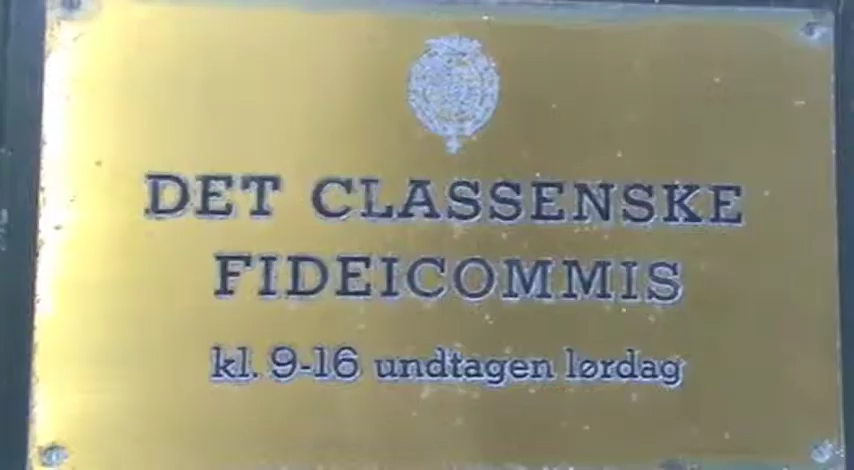 DET CLASSENSKE
FIDEICOMMIS
kl. 9-16 undtagen lørdag